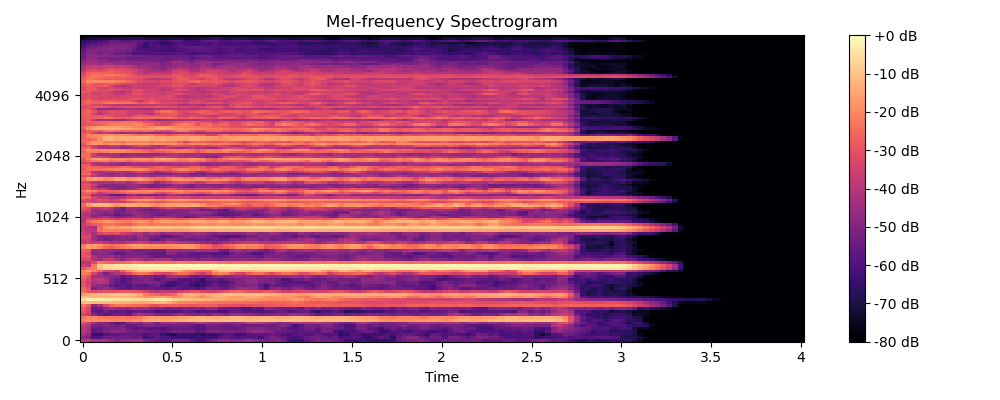 Mel-frequency Spectrogram
Hz
4096
2048
1024
512
0
0
0.5
1
1.5
2
2.5
3
3.5
4
Time
+0 dB
-10 dB
-20 dB
-30 dB
-40 dB
-50 dB
-60 dB
-70 dB
-80 dB